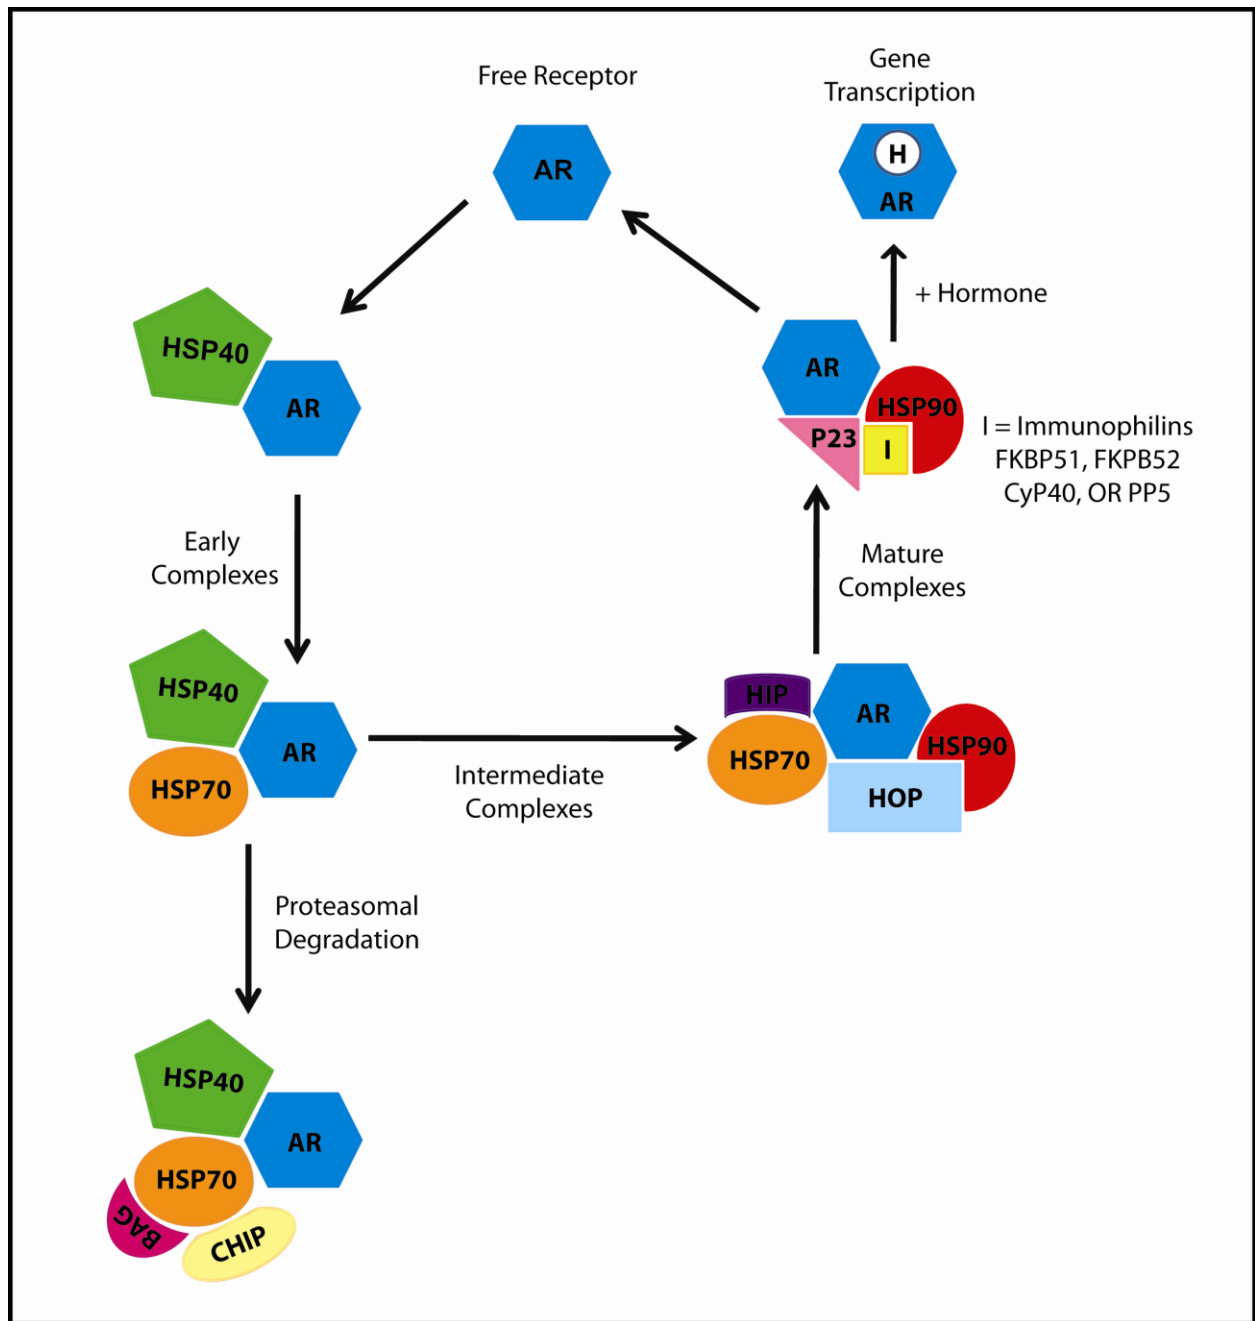 Free Receptor
Gene
Transcription
AR
H
AR
+ Hormone
HSP40
AR
AR
HSP90
P23
I
I = Immunophilins
FKBP51, FKPB52
CyP40, OR PP5
Early
Complexes
Mature
Complexes
HSP40
AR
HSP70
Intermediate
Complexes
HIP
AR
HSP70
HSP90
HOP
Proteasomal
Degradation
HSP40
AR
HSP70
BAG
CHIP